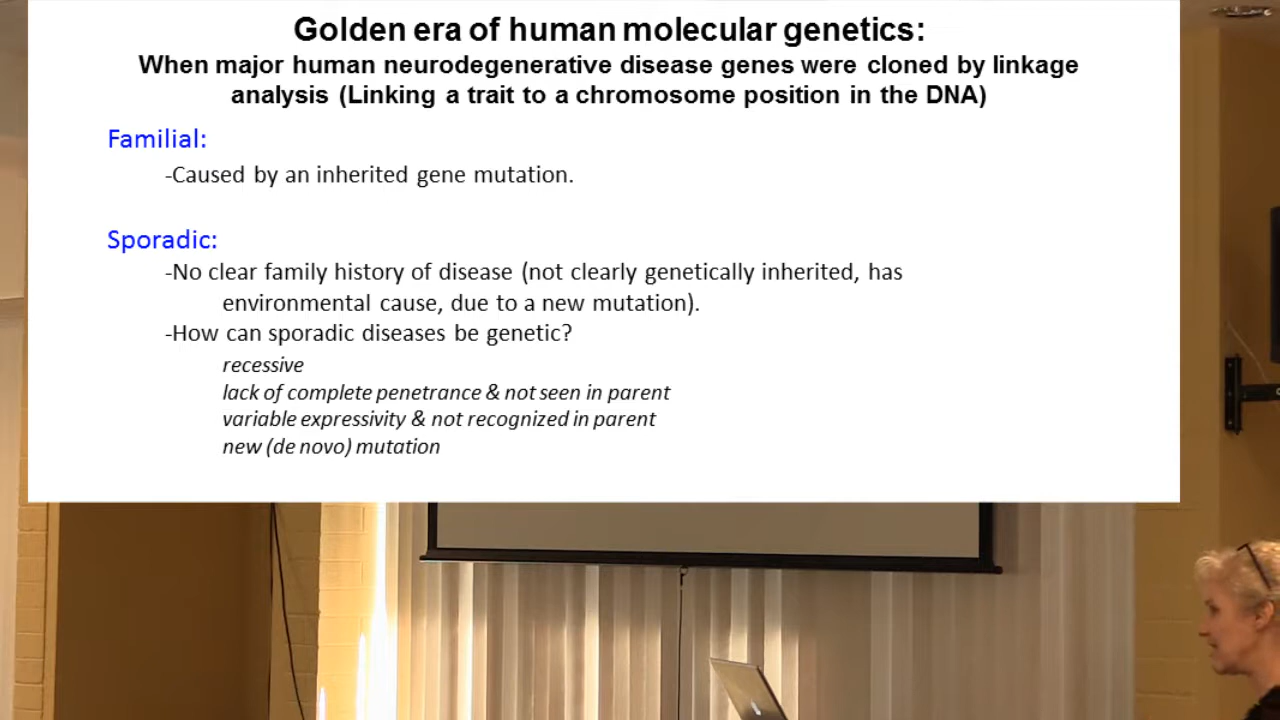 Golden era of human molecular genetics:
When major human neurodegenerative disease genes were cloned by linkage
analysis (Linking a trait to a chromosome position in the DNA)
Familial:
-Caused by an inherited gene mutation.
Sporadic:
-No clear family history of disease (not clearly genetically inherited, has
environmental cause, due to a new mutation).
-How can sporadic diseases be genetic?
recessive
lack of complete penetrance & not seen in parent
variable expressivity & not recognized in parent
new (de novo) mutation